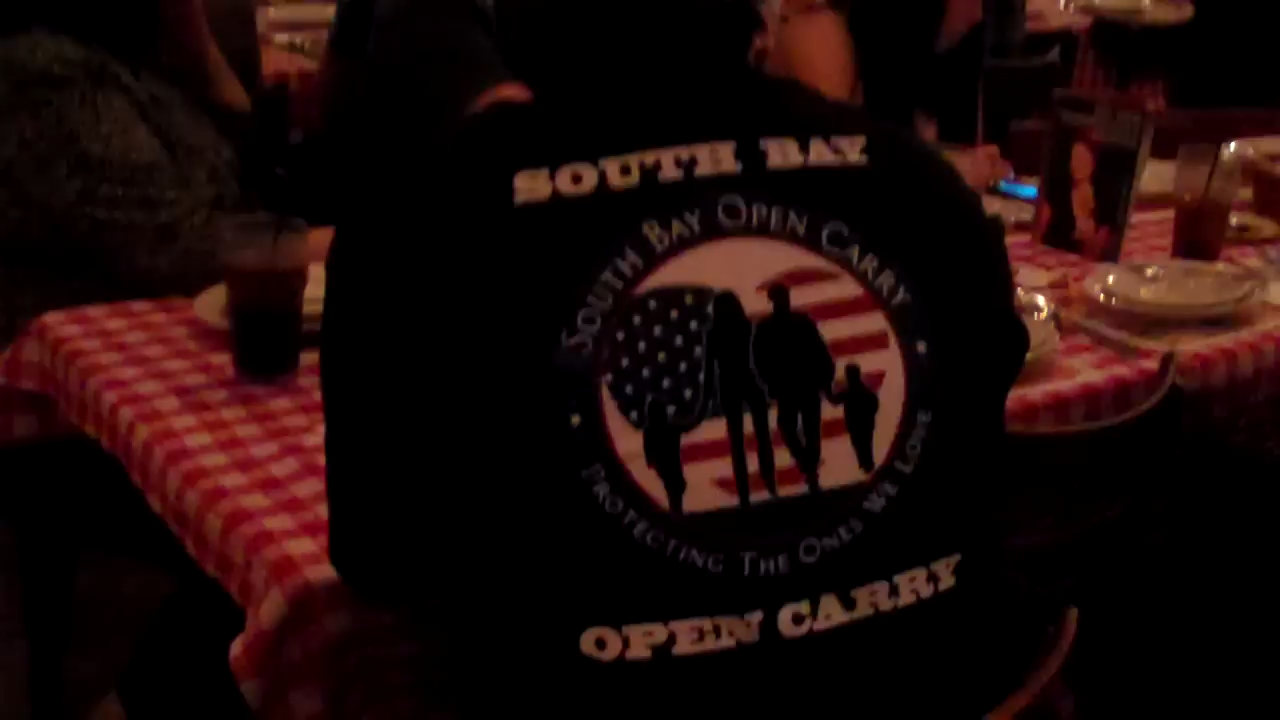 SOUTH BAY
SOUTH BAY OPEN CARRY
PROTECTING THE ONES WE LOVE
OPEN CARRY